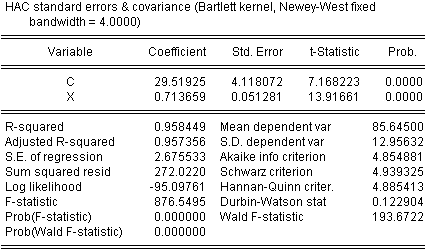 HAC standard errors & covariance (Bartlett kernel, Newey-West fixed
bandwidth = 4.0000)
Variable Coefficient Std. Error t-Statistic Prob.
C 29.51925 4.118072 7.168223 0.0000
X 0.713659 0.051281 13.91661 0.0000
R-squared 0.958449 Mean dependent var 85.64500
Adjusted R-squared 0.957356 S.D. dependent var 12.95632
S.E. of regression 2.675533 Akaike info criterion 4.854881
Sum squared resid 272.0220 Schwarz criterion 4.939325
Log likelihood -95.09761 Hannan-Quinn criter. 4.885413
F-statistic 876.5495 Durbin-Watson stat 0.122904
Prob(F-statistic) 0.000000 Wald F-statistic 193.6722
Prob(Wald F-statistic) 0.000000